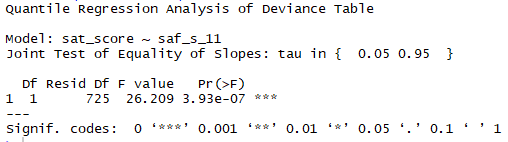 Quantile Regression Analysis of Deviance Table
Model: sat_score ~ saf_s_11
Joint Test of Equality of Slopes: tau in {  0.05 0.95  }
  Df Resid Df F value   Pr(>F)
1  1      725  26.209 3.93e-07 ***
---
Signif. codes:  0 ‘***’ 0.001 ‘**’ 0.01 ‘*’ 0.05 ‘.’ 0.1 ‘ ’ 1